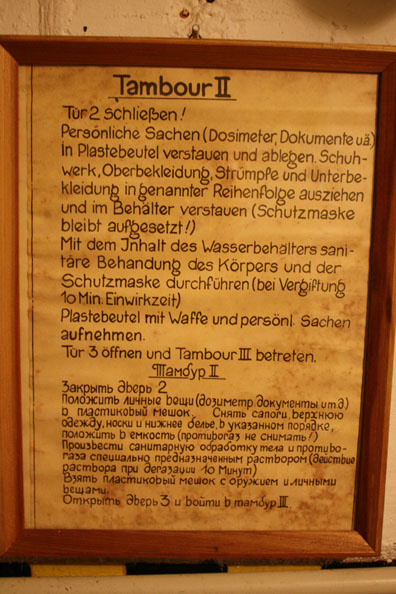 Tambour II
Tür 2 schließen!
Persönliche Sachen (Dosimeter, Dokumente u.ä.)
In Plastebeutel verstauen und ablegen. Schuh-
werk, Oberbekleidung, Strümpfe und Unterbe-
kleidung in genannter Reihenfolge ausziehen
und im Behälter verstauen (Schutzmaske
bleibt aufgesetzt!)
Mit dem Inhalt des Wasserbehälters sani-
täre Behandung des Körpers und der
Schutzmaske durchführen (bei Vergiftung
10 Min. Einwirkzeit)
Plastebeutel mit Waffe und persönl. Sachen
aufnehmen.
Tür 3 öffnen und Tambour III betreten.
Тамбур II
Закрыть дверь 2
Положить личные вещи (дозиметр, документы и т.д)
в пластиковый мешок. Снять сапоги, верхнюю
одежду, носки и нижнее бельё, в указанном порядке,
положить в емкость (противогаз не снимать!)
Произвести санитарную обработку тела и противо-
газа специально предназначенным раствором (действие
раствора при дегазации 10 минут)
Взять пластиковый мешок с оружием и личными
вещами.
Открыть дверь 3 и войти в тамбур III.